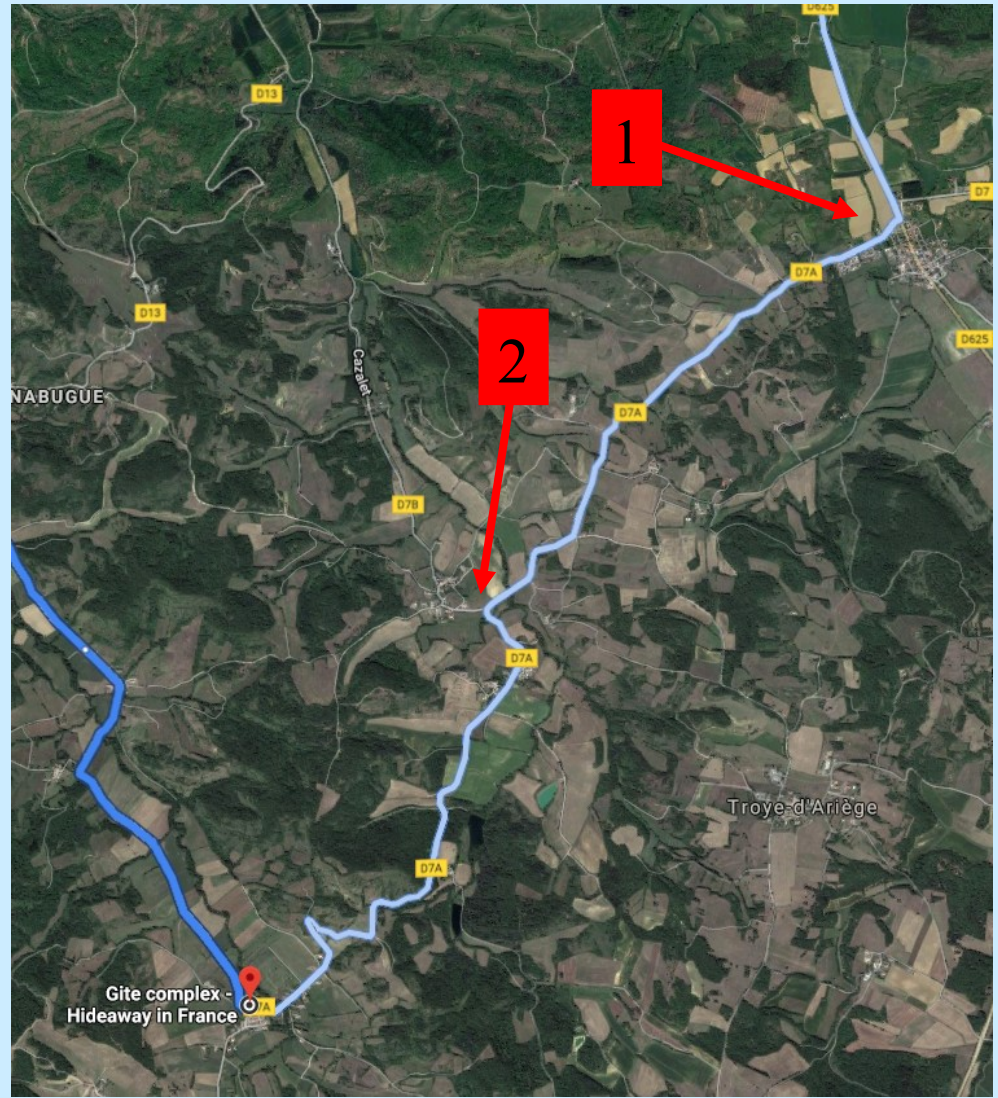 D625
D13
1
D7
D7A
D13
D625
2
Cazalet
NABUGUE
D7A
D7B
D7A
Troye-d'Ariège
D7A
Gite complex -
Hideaway in France
7A